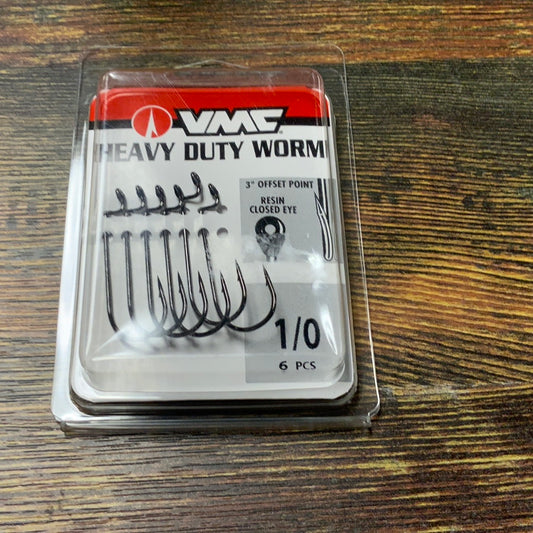 VMC
HEAVY DUTY WORM
3° OFFSET POINT
RESIN
CLOSED EYE
1/0
6 PCS